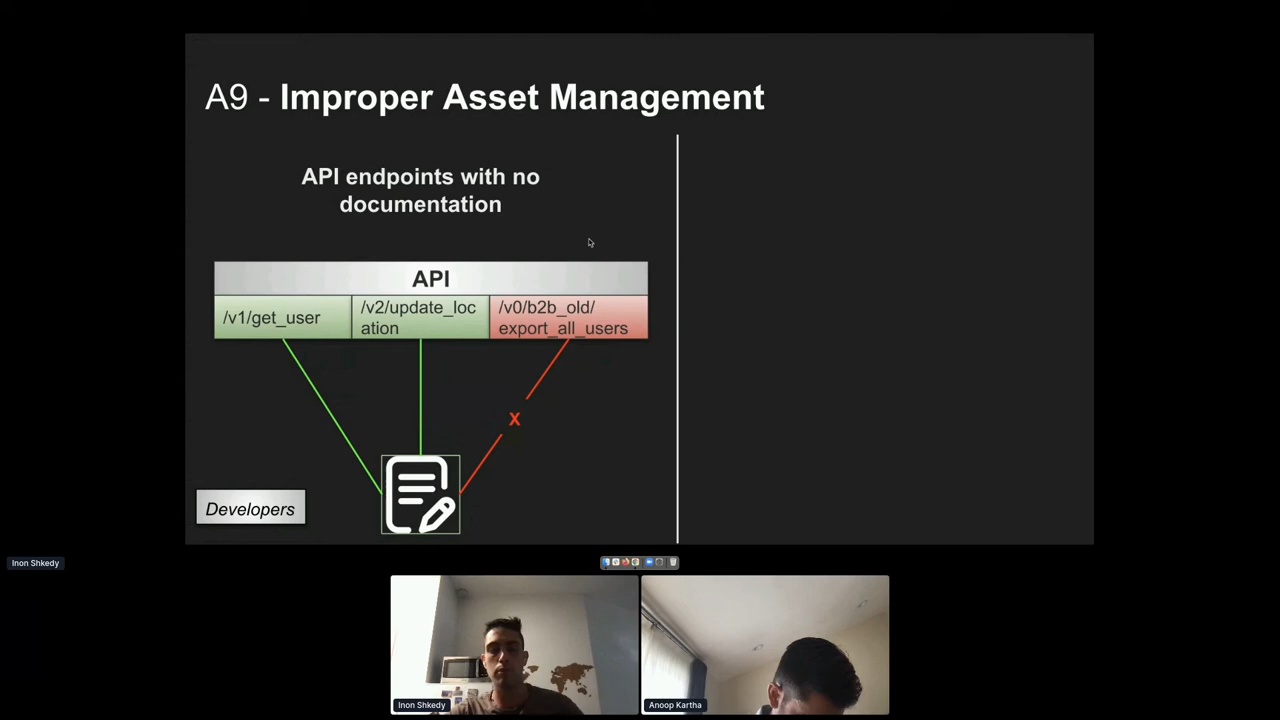 A9 - Improper Asset Management
API endpoints with no
documentation
API
/v1/get_user
/v2/update_loc
ation
/v0/b2b_old/
export_all_users
X
Developers
Inon Shkedy
Inon Shkedy
Anoop Kartha